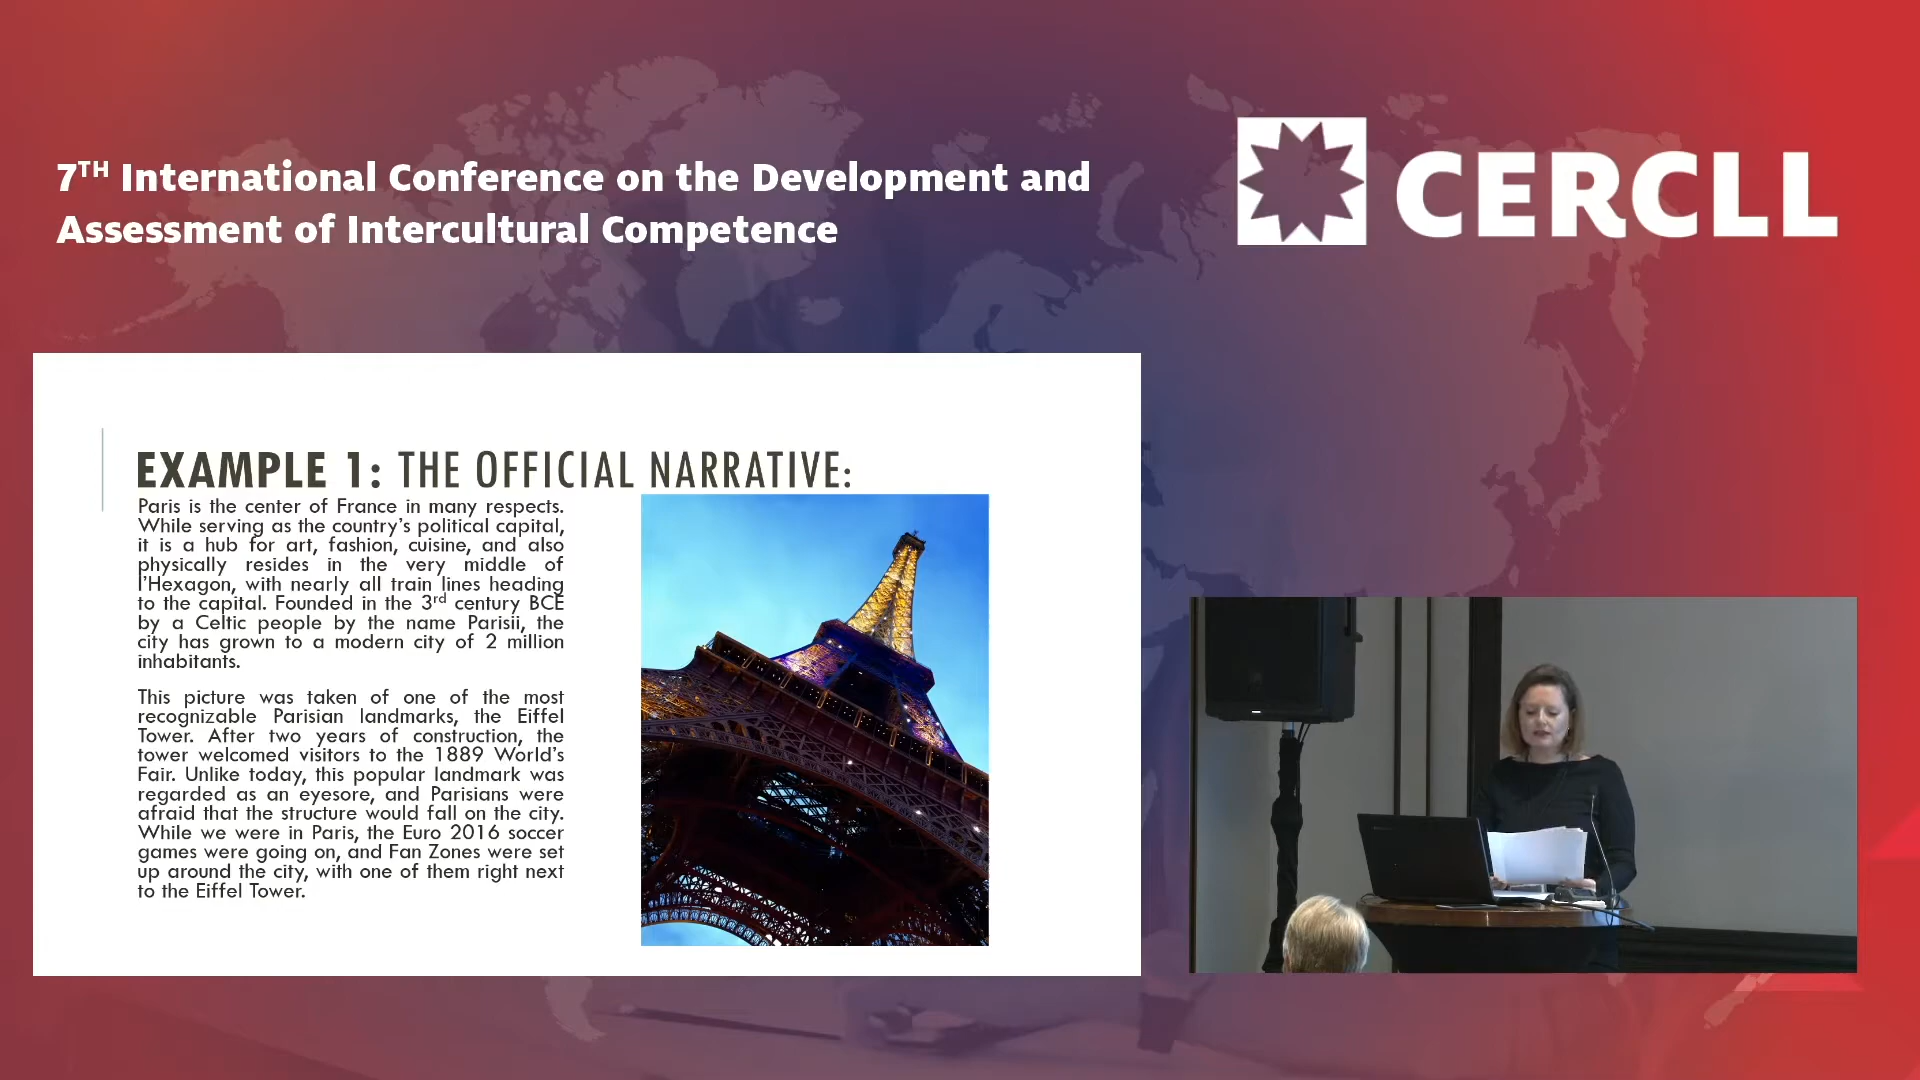 7TH International Conference on the Development and
Assessment of Intercultural Competence
CERCLL
EXAMPLE 1: THE OFFICIAL NARRATIVE:
Paris is the center of France in many respects.
While serving as the country's political capital,
it is a hub for art, fashion, cuisine, and also
physically resides in the very middle of
l'Hexagon, with nearly all train lines heading
to the capital. Founded in the 3rd century BCE
by a Celtic people by the name Parisii, the
city has grown to a modern city of 2 million
inhabitants.
This picture was taken of one of the most
recognizable Parisian landmarks, the Eiffel
Tower. After two years of construction, the
tower welcomed visitors to the 1889 World's
Fair. Unlike today, this popular landmark was
regarded as an eyesore, and Parisians were
afraid that the structure would fall on the city.
While we were in Paris, the Euro 2016 soccer
games were going on, and Fan Zones were set
up around the city, with one of them right next
to the Eiffel Tower.